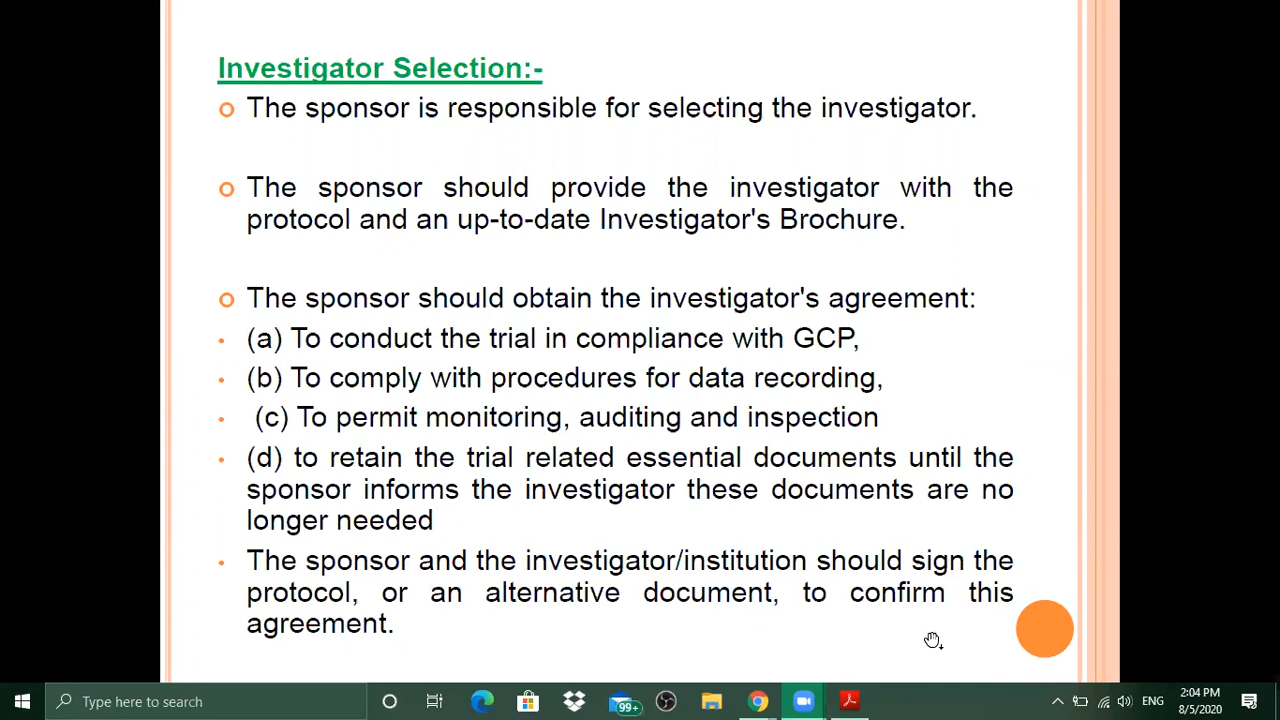 Investigator Selection:-
The sponsor is responsible for selecting the investigator.
The sponsor should provide the investigator with the
protocol and an up-to-date Investigator's Brochure.
The sponsor should obtain the investigator's agreement:
(a) To conduct the trial in compliance with GCP,
(b) To comply with procedures for data recording,
(c) To permit monitoring, auditing and inspection
(d) to retain the trial related essential documents until the
sponsor informs the investigator these documents are no
longer needed
The sponsor and the investigator/institution should sign the
protocol, or an alternative document, to confirm this
agreement.
Type here to search
99+
ENG
2:04 PM
8/5/2020